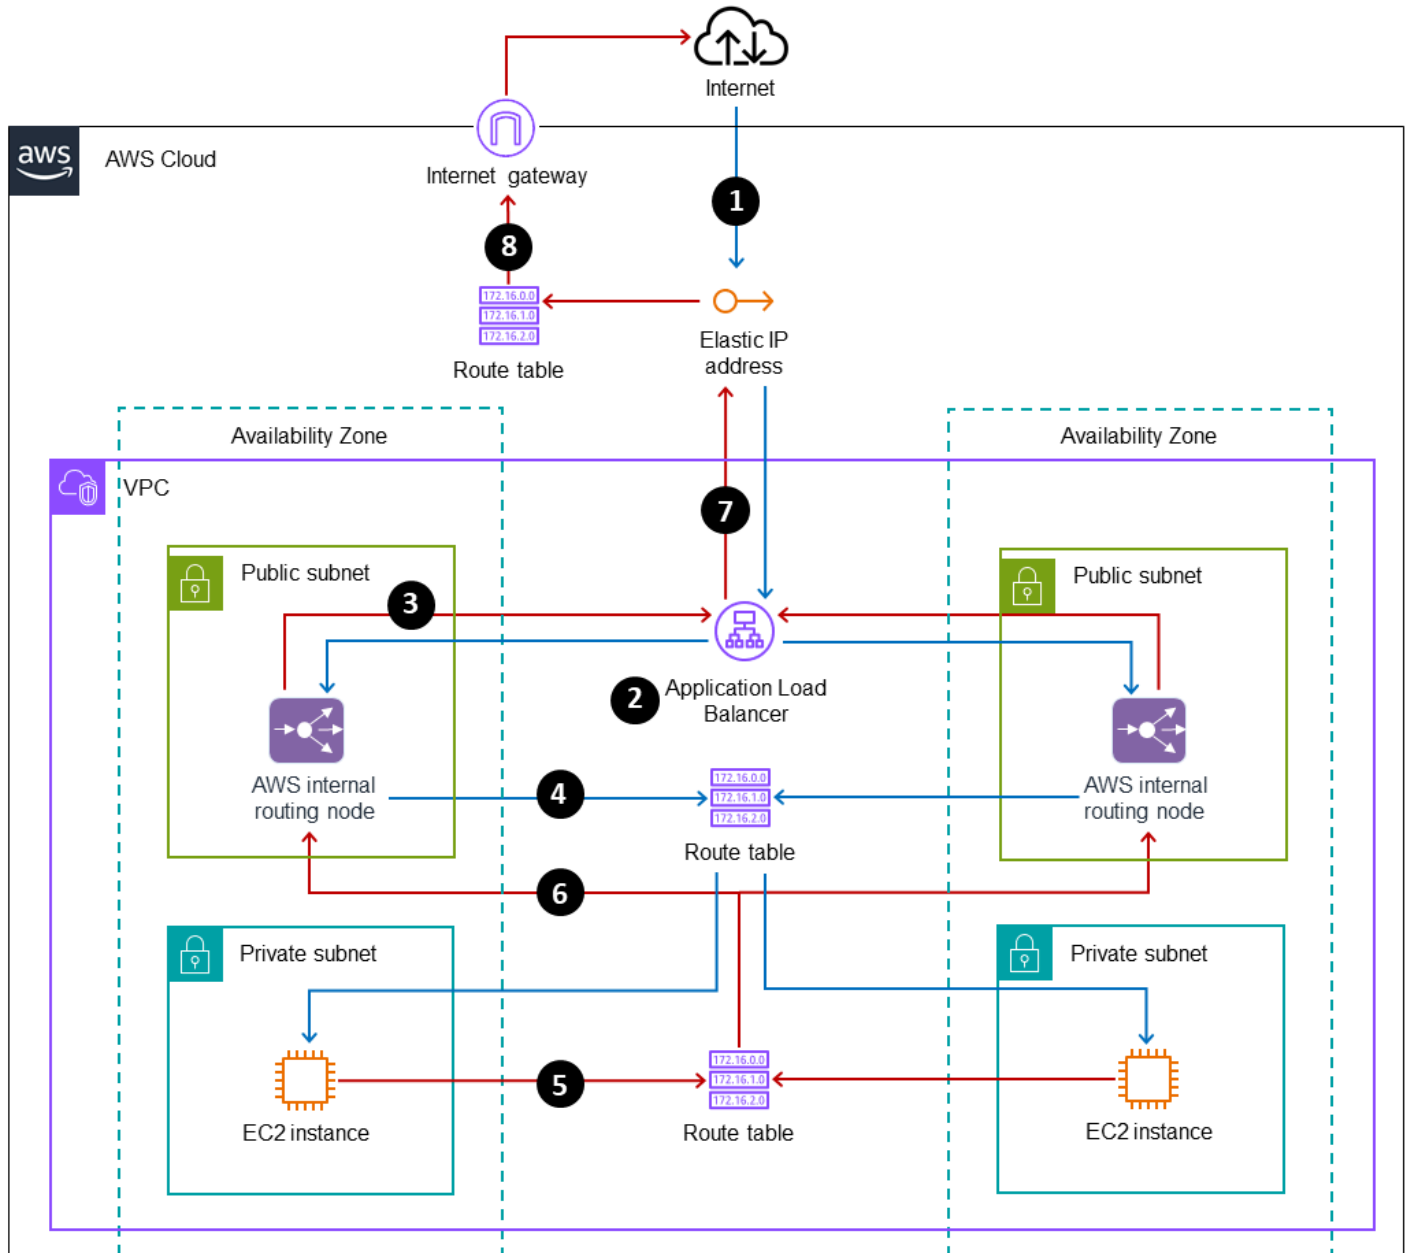 Internet
aws
AWS Cloud
Internet gateway
1
8
172.16.0.0
172.16.1.0
172.16.2.0
Route table
Elastic IP
address
Availability Zone
Availability Zone
VPC
7
Public subnet
Public subnet
3
2
Application Load
Balancer
AWS internal
routing node
4
172.16.0.0
172.16.1.0
172.16.2.0
AWS internal
routing node
Route table
6
Private subnet
Private subnet
5
172.16.0.0
172.16.1.0
172.16.2.0
EC2 instance
Route table
EC2 instance